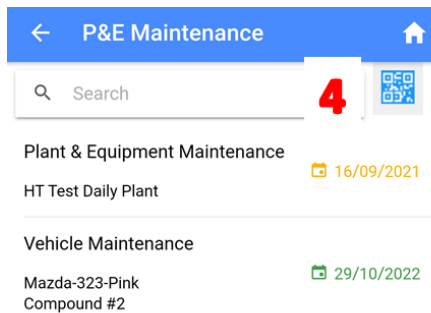 P&E Maintenance
Search
4
Plant & Equipment Maintenance
16/09/2021
HT Test Daily Plant
Vehicle Maintenance
29/10/2022
Mazda-323-Pink
Compound #2